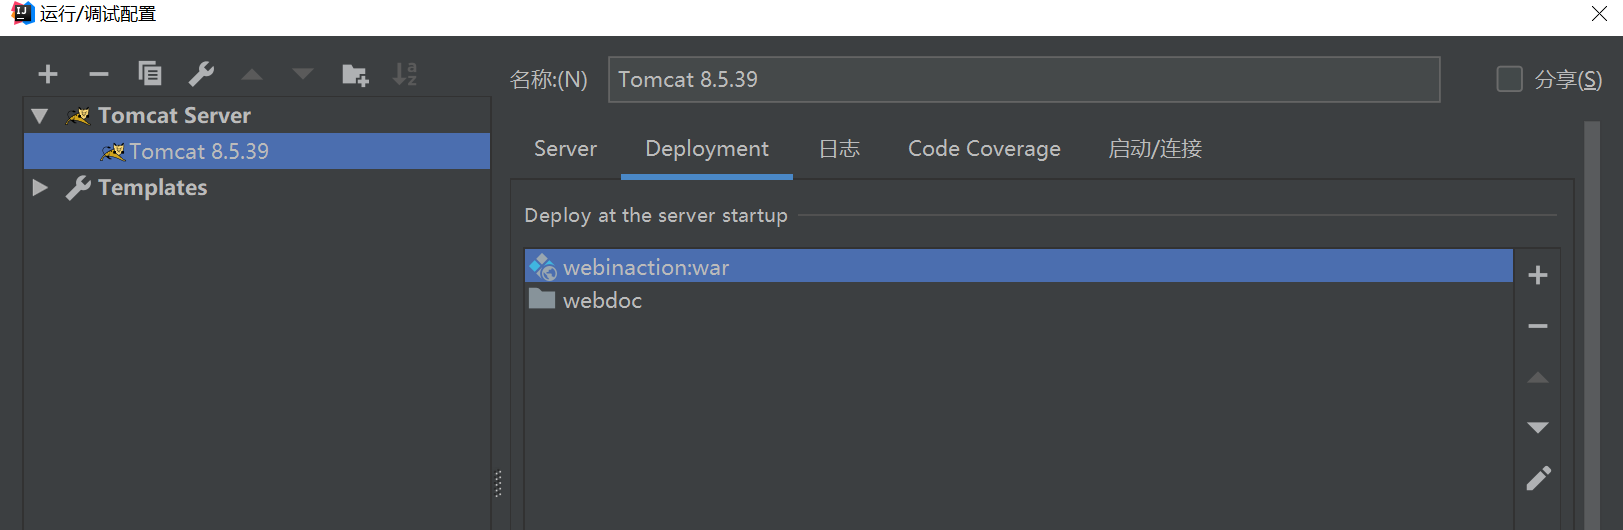 运行/调试配置
名称:(N) Tomcat 8.5.39 分享(S)
Tomcat Server
Tomcat 8.5.39
Templates
Server Deployment 日志 Code Coverage 启动/连接
Deploy at the server startup
webinaction:war
webdoc